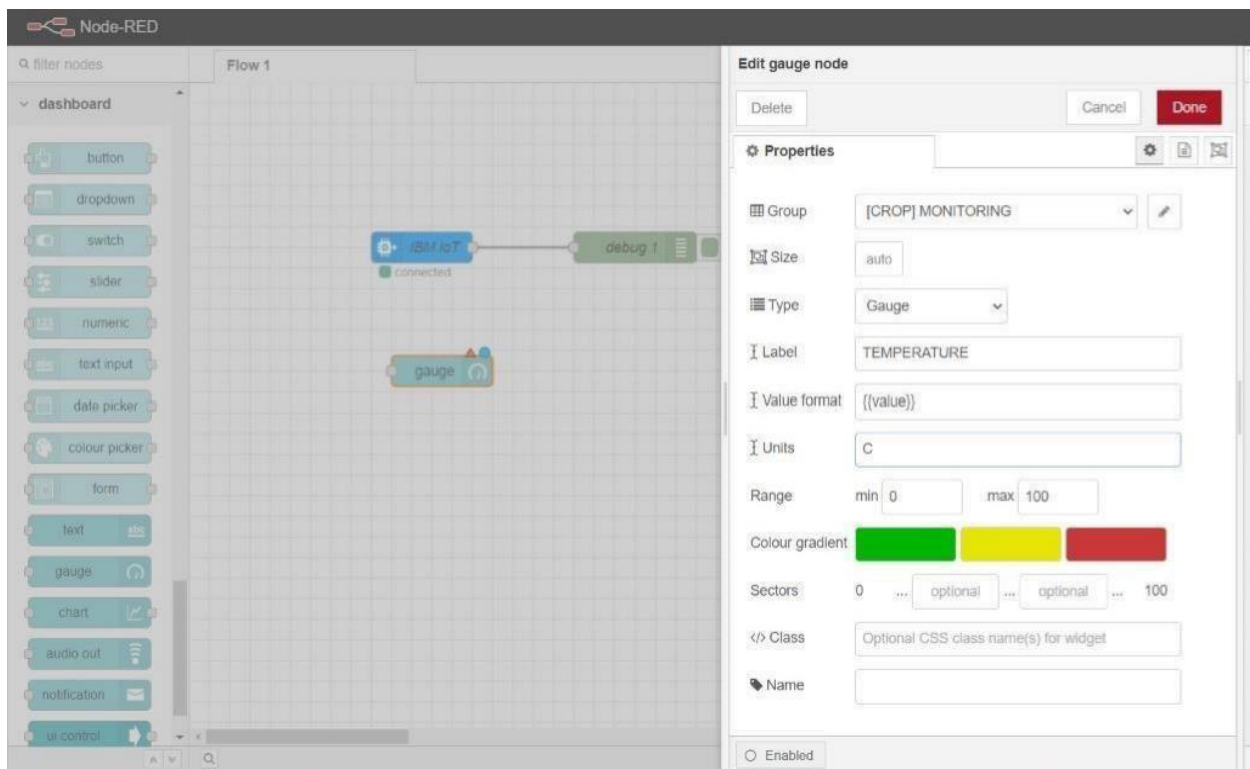 Node-RED
filter nodes
Flow 1
dashboard
button
dropdown
switch
slider
numeric
text input
date picker
colour picker
form
text
abc
gauge
chart
audio out
notification
ui control
IBM IoT
connected
debug 1
gauge
Edit gauge node
Delete
Cancel
Done
Properties
Group
[CROP] MONITORING
Size
auto
Type
Gauge
Label
TEMPERATURE
Value format
{{value}}
Units
C
Range
min 0
max 100
Colour gradient
Sectors
0 ... optional ... optional ... 100
</> Class
Optional CSS class name(s) for widget
Name
Enabled